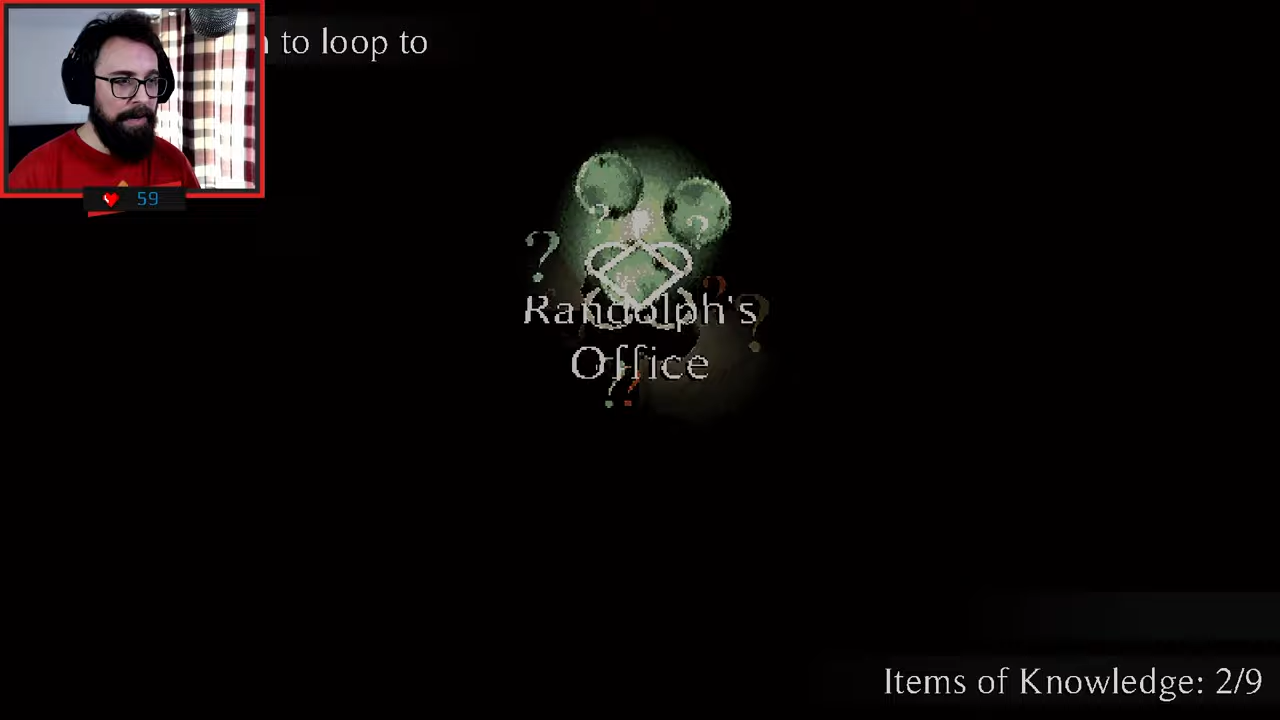 to loop to
59
?
?
?
?
?
Randolph's
Office
??
Items of Knowledge: 2/9